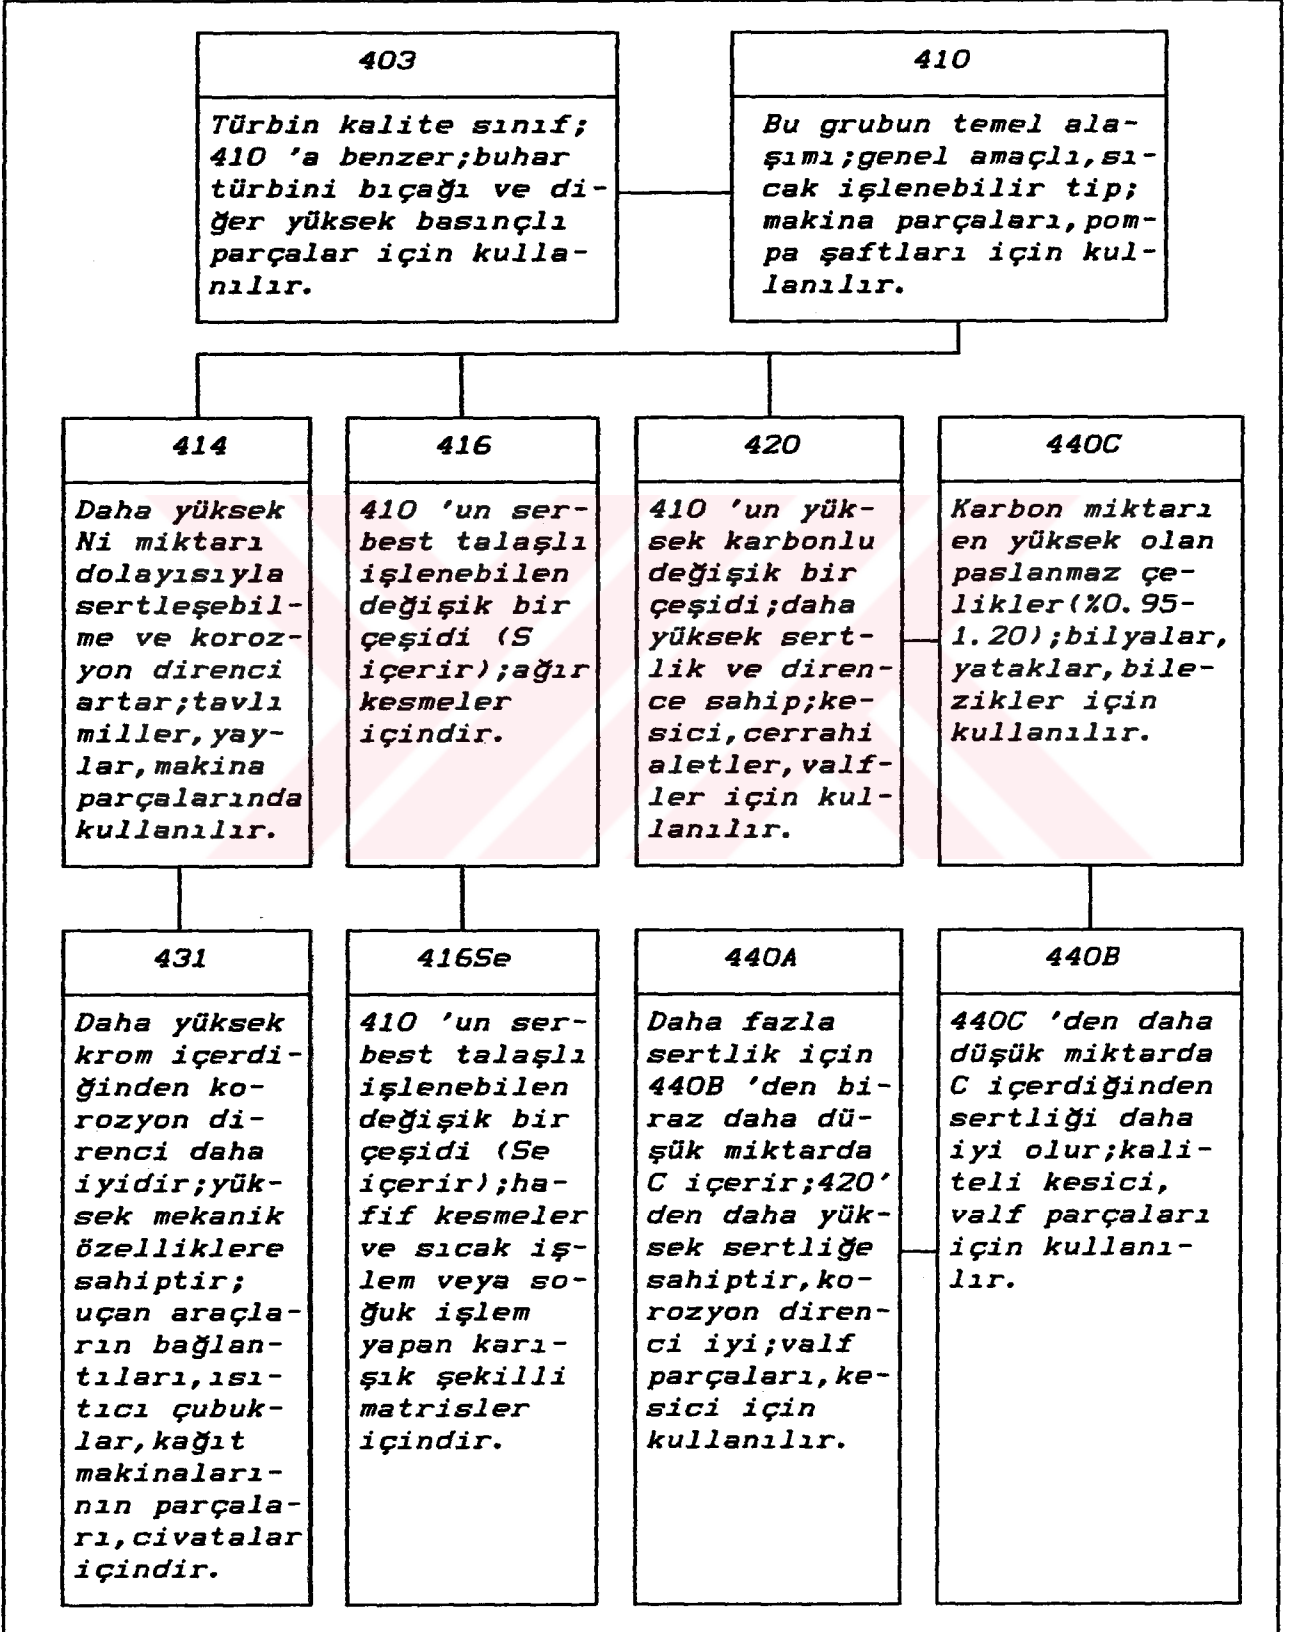 403
Türbin kalite sınıf;
410 'a benzer;buhar
türbini bıçağı ve di-
ğer yüksek basınçlı
parçalar için kulla-
nılır.
410
Bu grubun temel ala-
şımı;genel amaçlı,sı-
cak işlenebilir tip;
makina parçaları,pom-
pa şaftları için kul-
lanılır.
414
Daha yüksek
Ni miktarı
dolayısıyla
sertleşebil-
me ve koroz-
yon direnci
artar;tavlı
miller,yay-
lar,makina
parçalarında
kullanılır.
416
410 'un ser-
best talaşlı
işlenebilen
değişik bir
çeşidi (S
içerir);ağır
kesmeler
içindir.
420
410 'un yük-
sek karbonlu
değişik bir
çeşidi;daha
yüksek sert-
lik ve diren-
ce sahip;ke-
sici,cerrahi
aletler,valf-
ler için kul-
lanılır.
440C
Karbon miktarı
en yüksek olan
paslanmaz çe-
likler(%0.95-
1.20);bilyalar,
yataklar,bile-
zikler için
kullanılır.
431
Daha yüksek
krom içerdi-
ğinden ko-
rozyon di-
renci daha
iyidir;yük-
sek mekanik
özelliklere
sahiptir;
uçan araçla-
rın bağlan-
tıları,ısı-
tıcı çubuk-
lar,kağıt
makinaları-
nın parçala-
rı,civatalar
içindir.
416Se
410 'un ser-
best talaşlı
işlenebilen
değişik bir
çeşidi (Se
içerir);ha-
fif kesmeler
ve sıcak iş-
lem veya so-
ğuk işlem
yapan karı-
şık şekilli
matrisler
içindir.
440A
Daha fazla
sertlik için
440B 'den bi-
raz daha dü-
şük miktarda
C içerir;420'
den daha yük-
sek sertliğe
sahiptir,ko-
rozyon diren-
ci iyi;valf
parçaları,ke-
sici için
kullanılır.
440B
440C 'den daha
düşük miktarda
C içerdiğinden
sertliği daha
iyi olur;kali-
teli kesici,
valf parçaları
için kullanı-
lır.